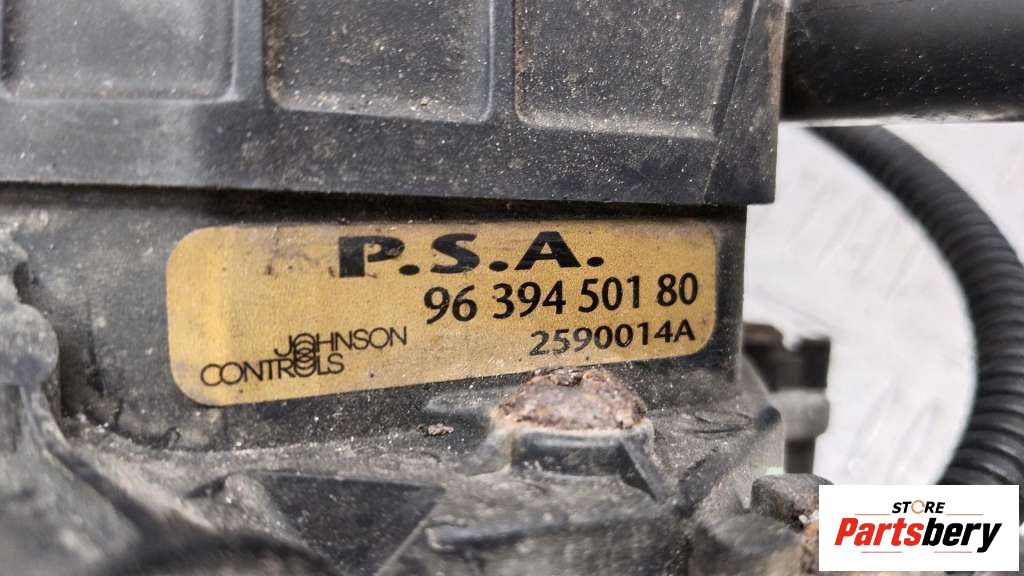 P.S.A.
96 394 501 80
2590014A
JOHNSON
CONTROLS
STORE
Partsbery